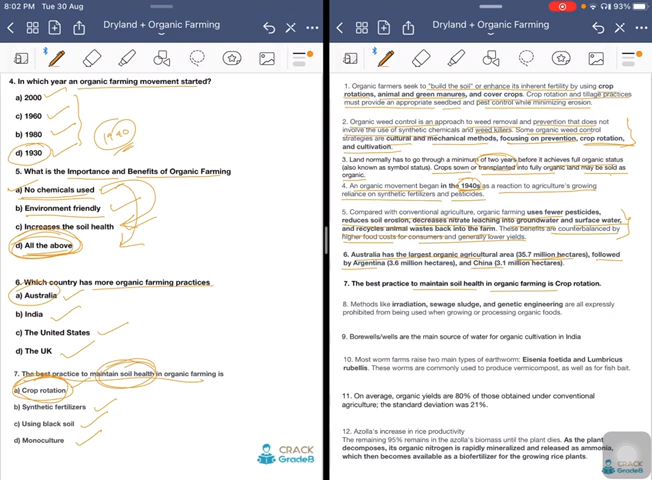 8:02 PM Tue 30 Aug
93%
Dryland + Organic Farming
4. In which year an organic farming movement started?
a) 2000
c) 1960
b) 1980
d) 1930
1940
5. What is the Importance and Benefits of Organic Farming
a) No chemicals used
b) Environment friendly
c) Increases the soil health
d) All the above
6. Which country has more organic farming practices
a) Australia
b) India
c) The United States
d) The UK
7. The best practice to maintain soil health in organic farming is
a) Crop rotation
b) Synthetic fertilizers
c) Using black soil
d) Monoculture
CRACK
GradeB
Dryland + Organic Farming
1. Organic farmers seek to "build the soil" or enhance its inherent fertility by using crop
rotations, animal and green manures, and cover crops. Crop rotation and tillage practices
must provide an appropriate seedbed and pest control while minimizing erosion.
2. Organic weed control is an approach to weed removal and prevention that does not
involve the use of synthetic chemicals and weed killers. Some organic weed control
strategies are cultural and mechanical methods, focusing on prevention, crop rotation,
and cultivation.
3. Land normally has to go through a minimum of two years before it achieves full organic status
(also known as symbol status). Crops sown or transplanted into fully organic land may be sold as
organic.
4. An organic movement began in the 1940s as a reaction to agriculture's growing
reliance on synthetic fertilizers and pesticides.
5. Compared with conventional agriculture, organic farming uses fewer pesticides,
reduces soil erosion, decreases nitrate leaching into groundwater and surface water,
and recycles animal wastes back into the farm. These benefits are counterbalanced by
higher food costs for consumers and generally lower yields.
6. Australia has the largest organic agricultural area (35.7 million hectares), followed
by Argentina (3.6 million hectares), and China (3.1 million hectares).
7. The best practice to maintain soil health in organic farming is Crop rotation.
8. Methods like irradiation, sewage sludge, and genetic engineering are all expressly
prohibited from being used when growing or processing organic foods.
9. Borewells/wells are the main source of water for organic cultivation in India
10. Most worm farms raise two main types of earthworm: Eisenia foetida and Lumbricus
rubellis. These worms are commonly used to produce vermicompost, as well as for fish bait.
11. On average, organic yields are 80% of those obtained under conventional
agriculture; the standard deviation was 21%.
12. Azolla's increase in rice productivity
The remaining 95% remains in the azolla's biomass until the plant dies. As the plant
decomposes, its organic nitrogen is rapidly mineralized and released as ammonia,
which then becomes available as a biofertilizer for the growing rice plants.
CRACK
GradeB